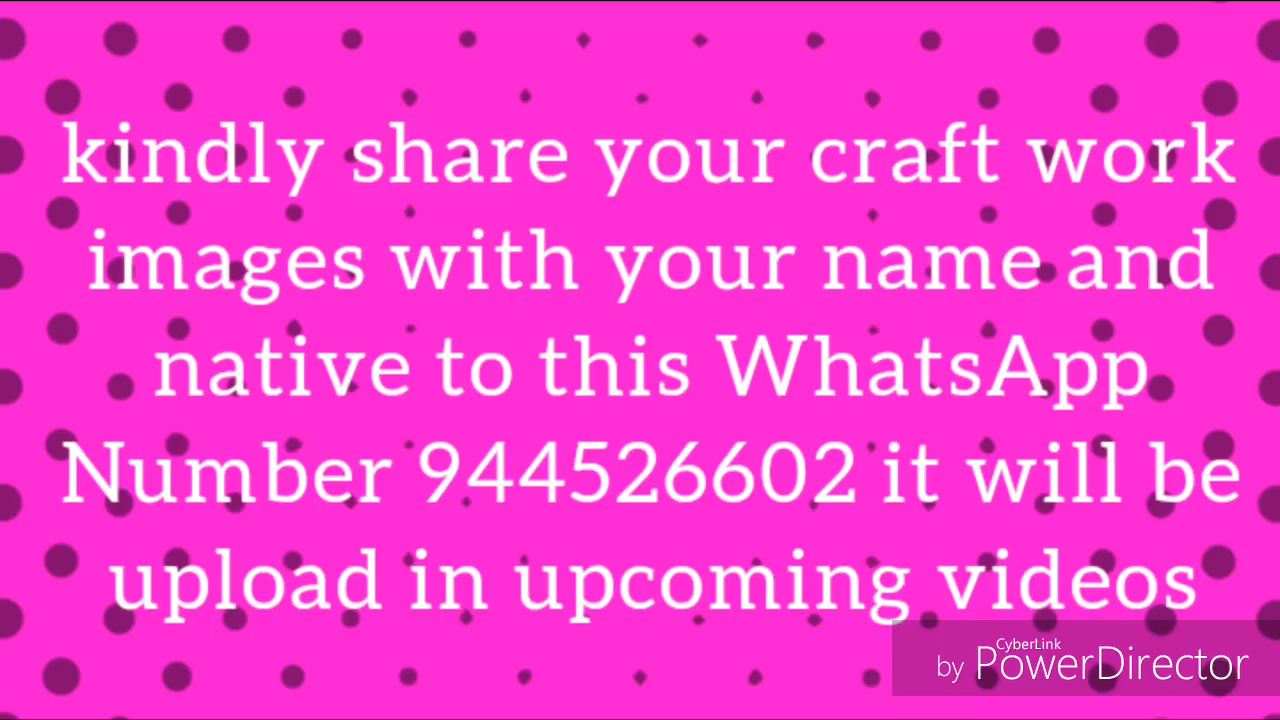 kindly share your craft work
images with your name and
native to this WhatsApp
Number 944526602 it will be
upload in upcoming videos
CyberLink
by PowerDirector